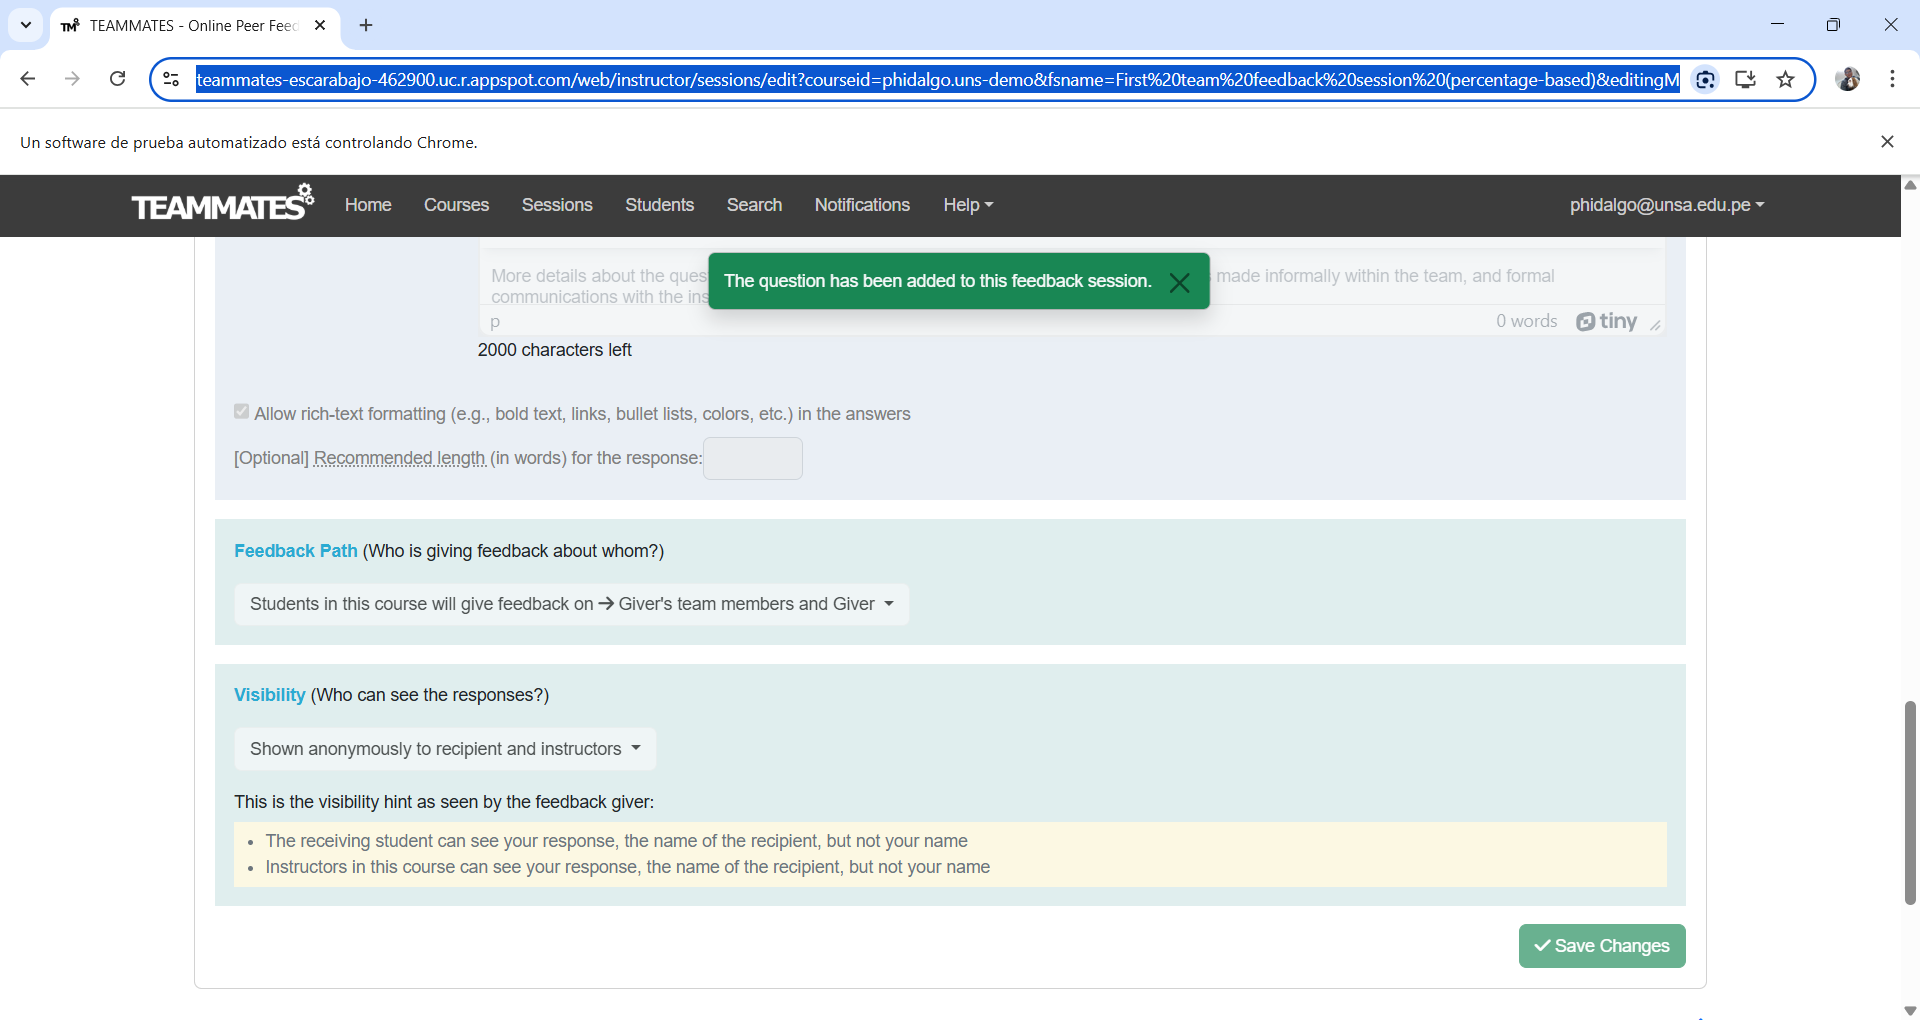 TEAMMATES - Online Peer Feed
teammates-escarabajo-462900.uc.r.appspot.com/web/instructor/sessions/edit?courseid=phidalgo.uns-demo&fsname=First%20team%20feedback%20session%20(percentage-based)&editingM
Un software de prueba automatizado está controlando Chrome.
TEAMMATES Home Courses Sessions Students Search Notifications Help phidalgo@unsa.edu.pe
The question has been added to this feedback session.
More details about the ques made informally within the team, and formal
communications with the ins
p 0 words tiny
2000 characters left
Allow rich-text formatting (e.g., bold text, links, bullet lists, colors, etc.) in the answers
[Optional] Recommended length (in words) for the response:
Feedback Path (Who is giving feedback about whom?)
Students in this course will give feedback on → Giver's team members and Giver
Visibility (Who can see the responses?)
Shown anonymously to recipient and instructors
This is the visibility hint as seen by the feedback giver:
• The receiving student can see your response, the name of the recipient, but not your name
• Instructors in this course can see your response, the name of the recipient, but not your name
Save Changes